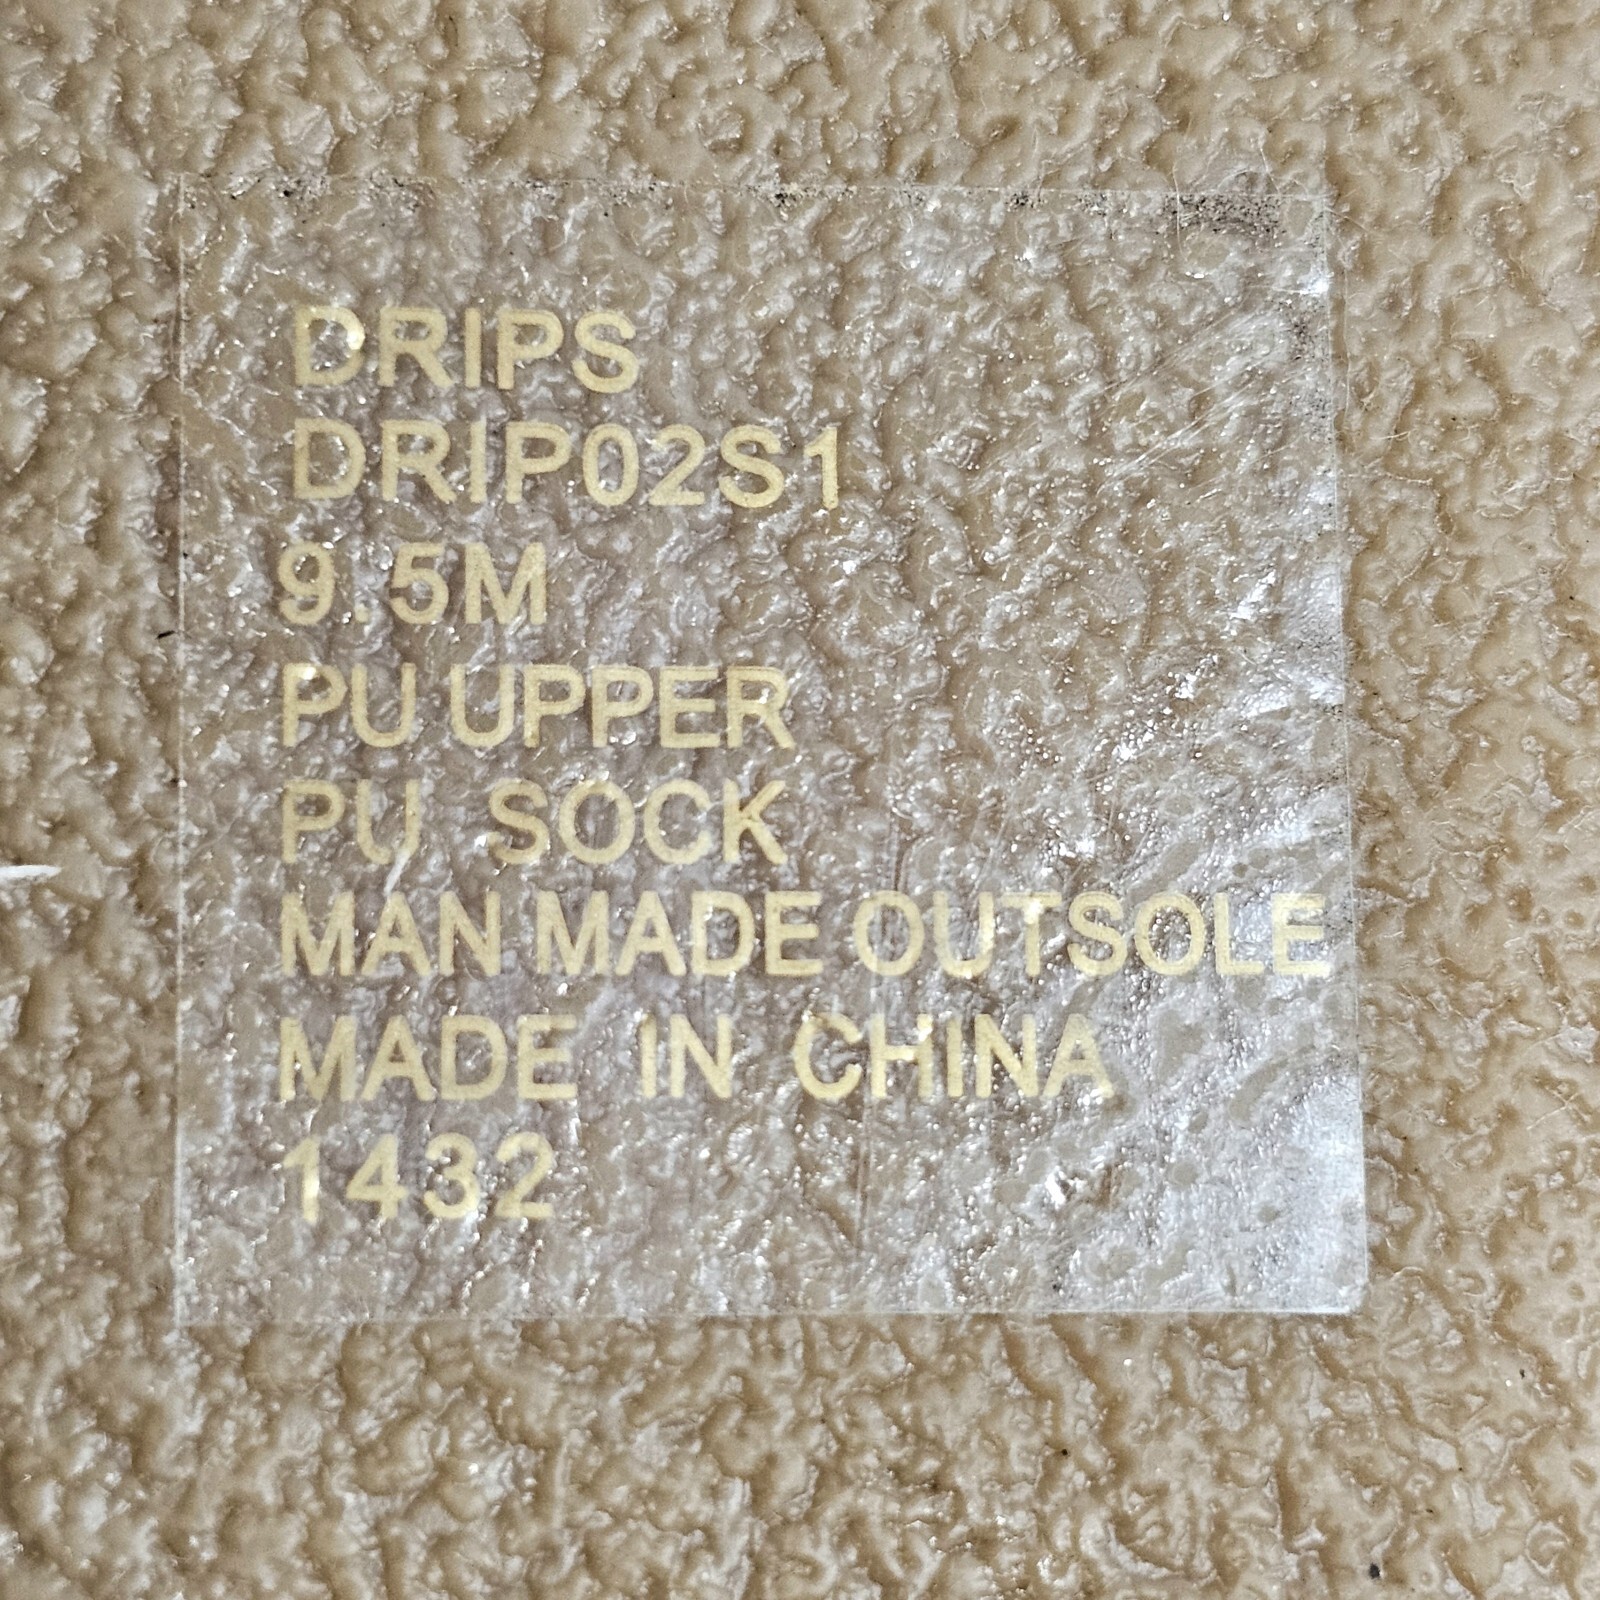 DRIPS
DRIP02S1
9.5M
PU UPPER
PU SOCK
MAN MADE OUTSOLE
MADE IN CHINA
1432